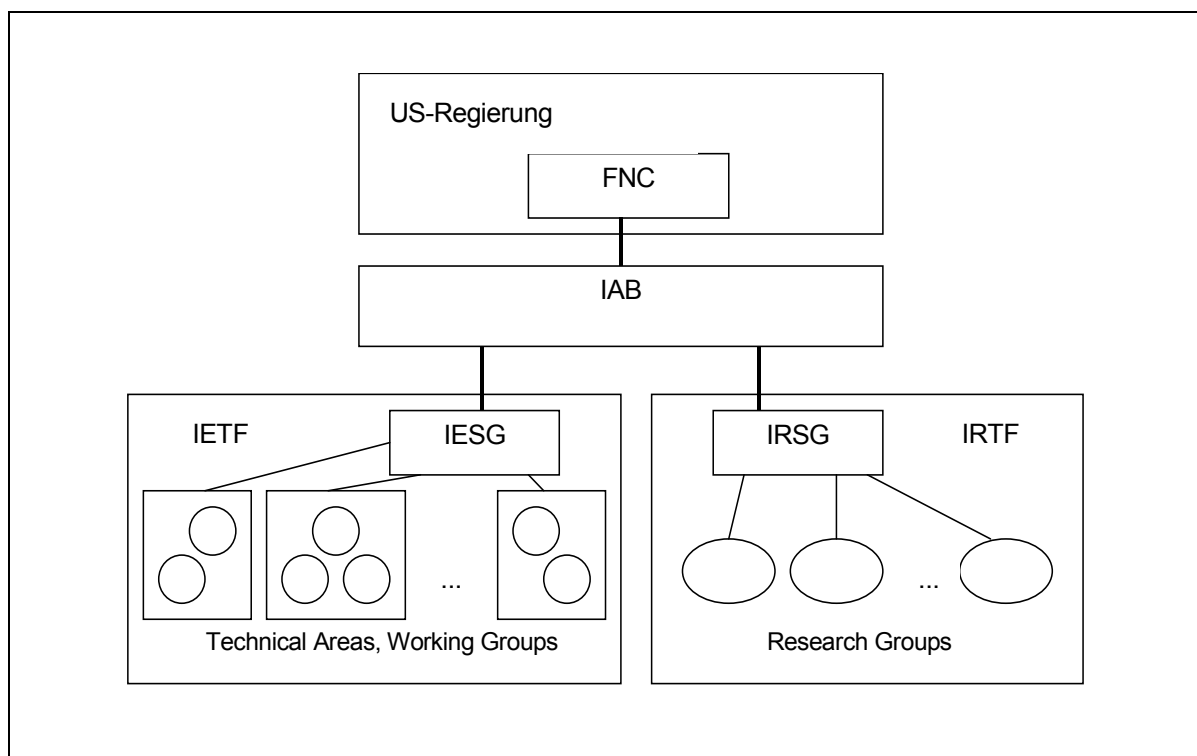 US-Regierung
FNC
IAB
IETF
IESG
IRSG
IRTF
...
...
Technical Areas, Working Groups
Research Groups